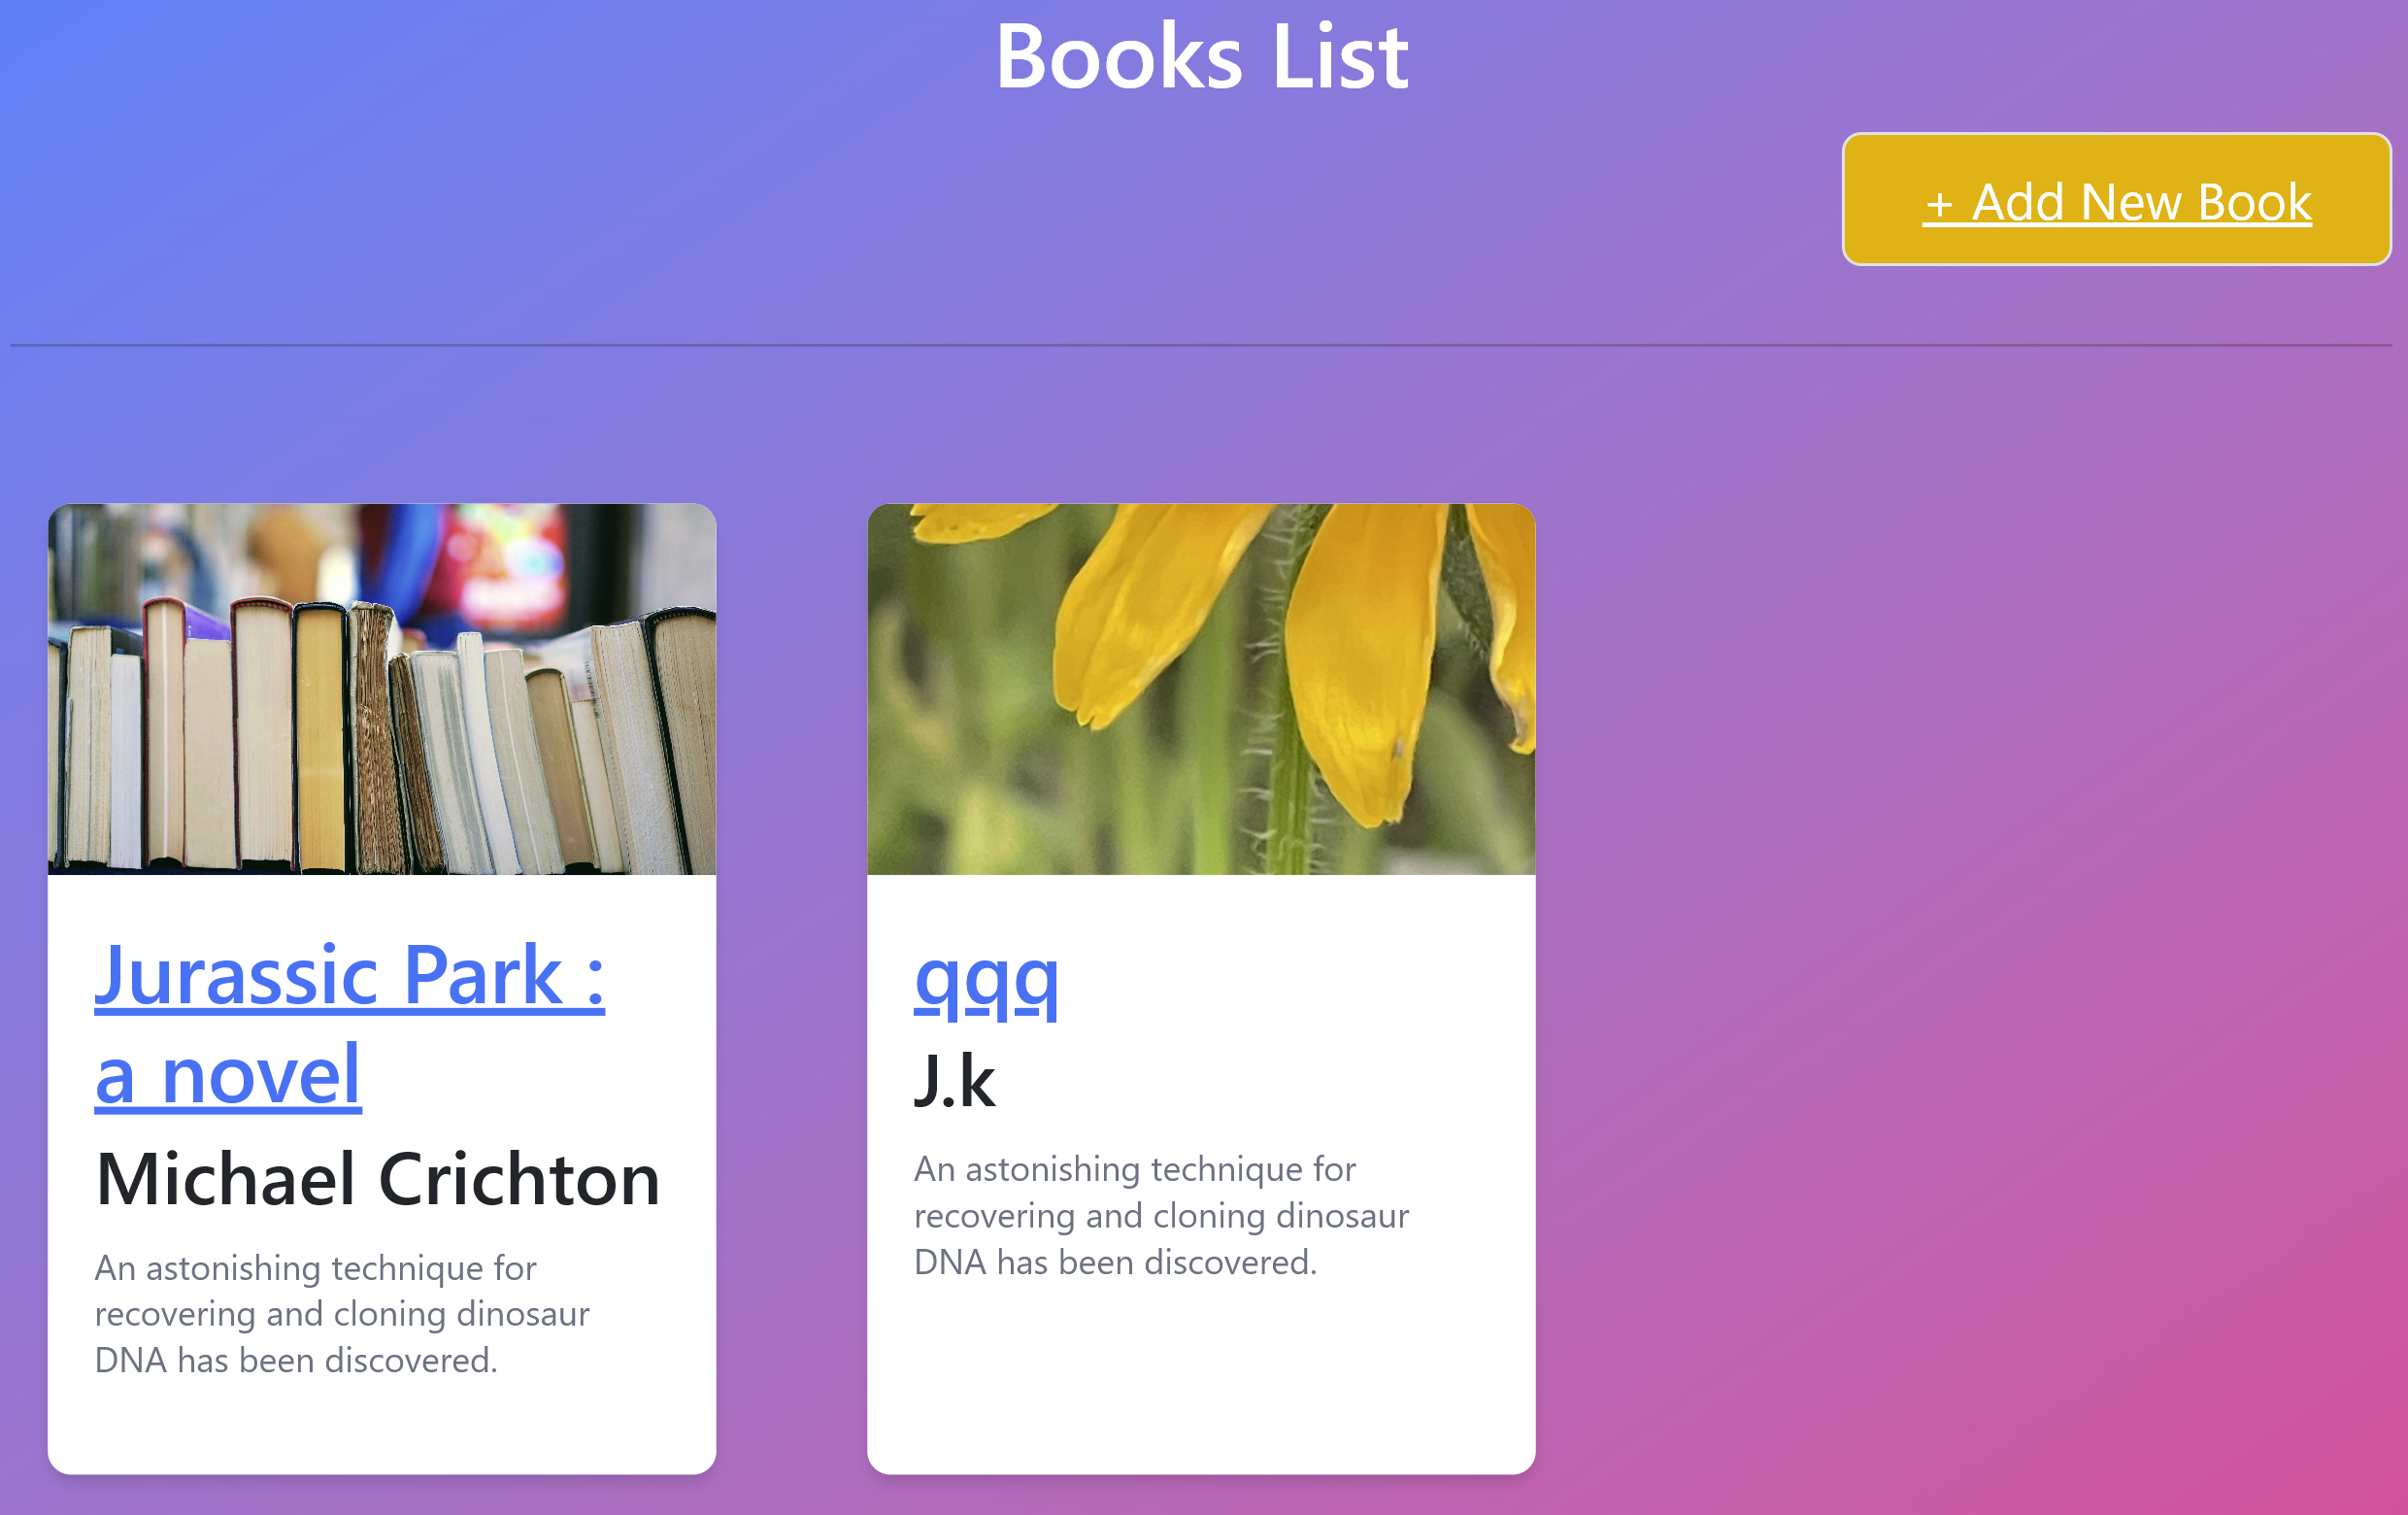 Books List
+ Add New Book
Jurassic Park :
a novel
Michael Crichton
An astonishing technique for
recovering and cloning dinosaur
DNA has been discovered.
qqq
J.k
An astonishing technique for
recovering and cloning dinosaur
DNA has been discovered.